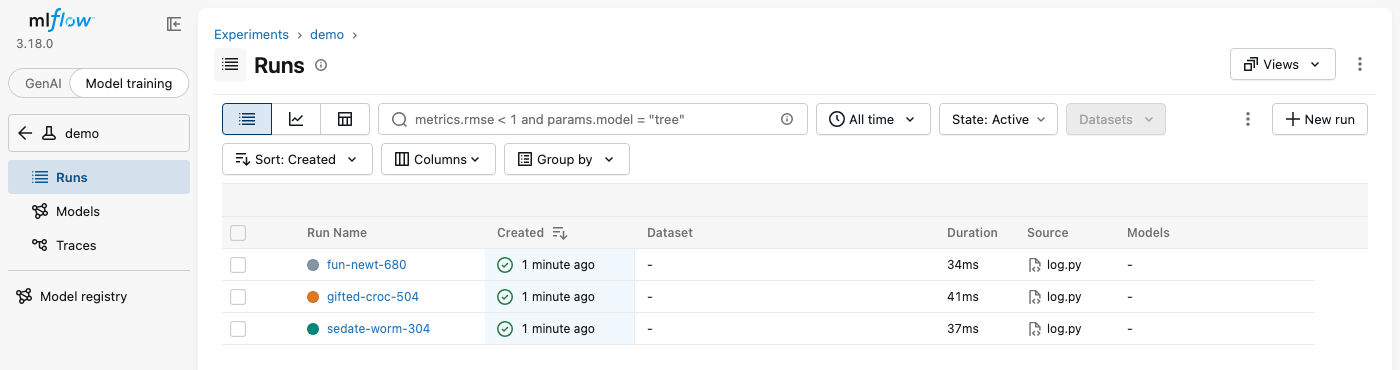 mlflow
3.18.0
GenAI Model training
demo
Runs
Models
Traces
Model registry
Experiments > demo >
Runs
Views
metrics.rmse < 1 and params.model = "tree" All time State: Active Datasets New run
Sort: Created Columns Group by
Run Name Created Dataset Duration Source Models
fun-newt-680 1 minute ago - 34ms log.py -
gifted-croc-504 1 minute ago - 41ms log.py -
sedate-worm-304 1 minute ago - 37ms log.py -